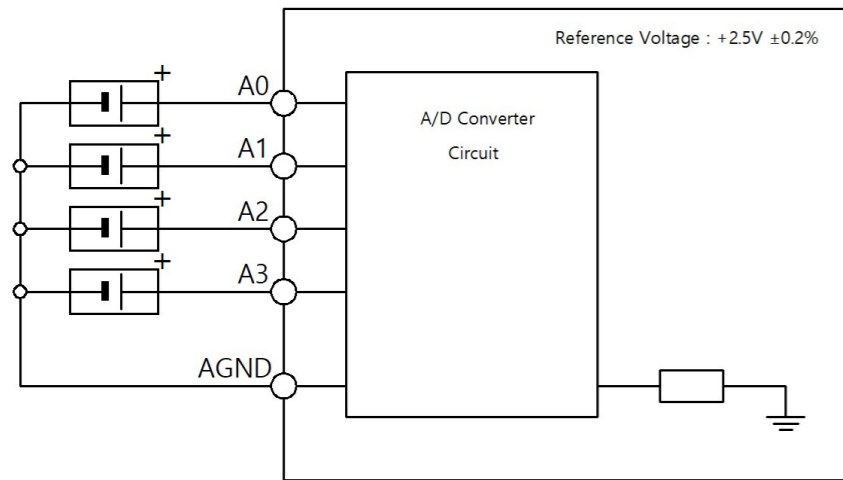 Reference Voltage : +2.5V ±0.2%
+
A0
A/D Converter
Circuit
+
A1
+
A2
+
A3
AGND